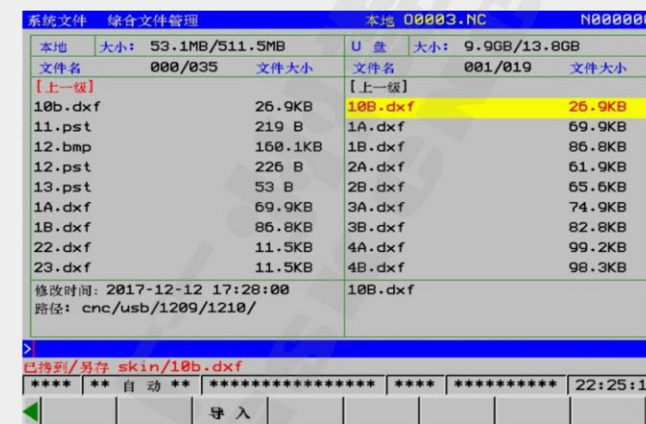 系统文件 综合文件管理 本地 O0003.NC N000000
本地 大小: 53.1MB/511.5MB U 盘 大小: 9.9GB/13.8GB
文件名 000/035 文件大小 文件名 001/019 文件大小
[上一级] [上一级]
10b.dxf 26.9KB 10B.dxf 26.9KB
11.pst 219 B 1A.dxf 69.9KB
12.bmp 160.1KB 1B.dxf 86.8KB
12.pst 226 B 2A.dxf 61.9KB
13.pst 53 B 2B.dxf 65.6KB
1A.dxf 69.9KB 3A.dxf 74.9KB
1B.dxf 86.8KB 3B.dxf 82.8KB
22.dxf 11.5KB 4A.dxf 99.2KB
23.dxf 11.5KB 4B.dxf 98.3KB
修改时间: 2017-12-12 17:28:00 10B.dxf
路径: cnc/usb/1209/1210/
>
/另存 skin/10b.dxf
**** ** 自 动 ** **************** **** ********** 22:25:1
导 入